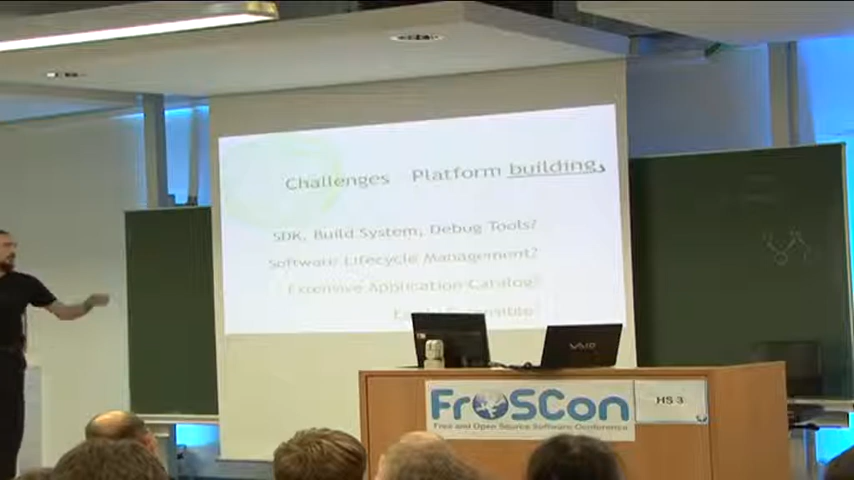 Challenges Platform building
SDK, Build System, Debug Tools?
Software Lifecycle Management?
Extensive Application Catalog?
VAIO
FrOSCon
Free and Open Source Software Conference
HS 3